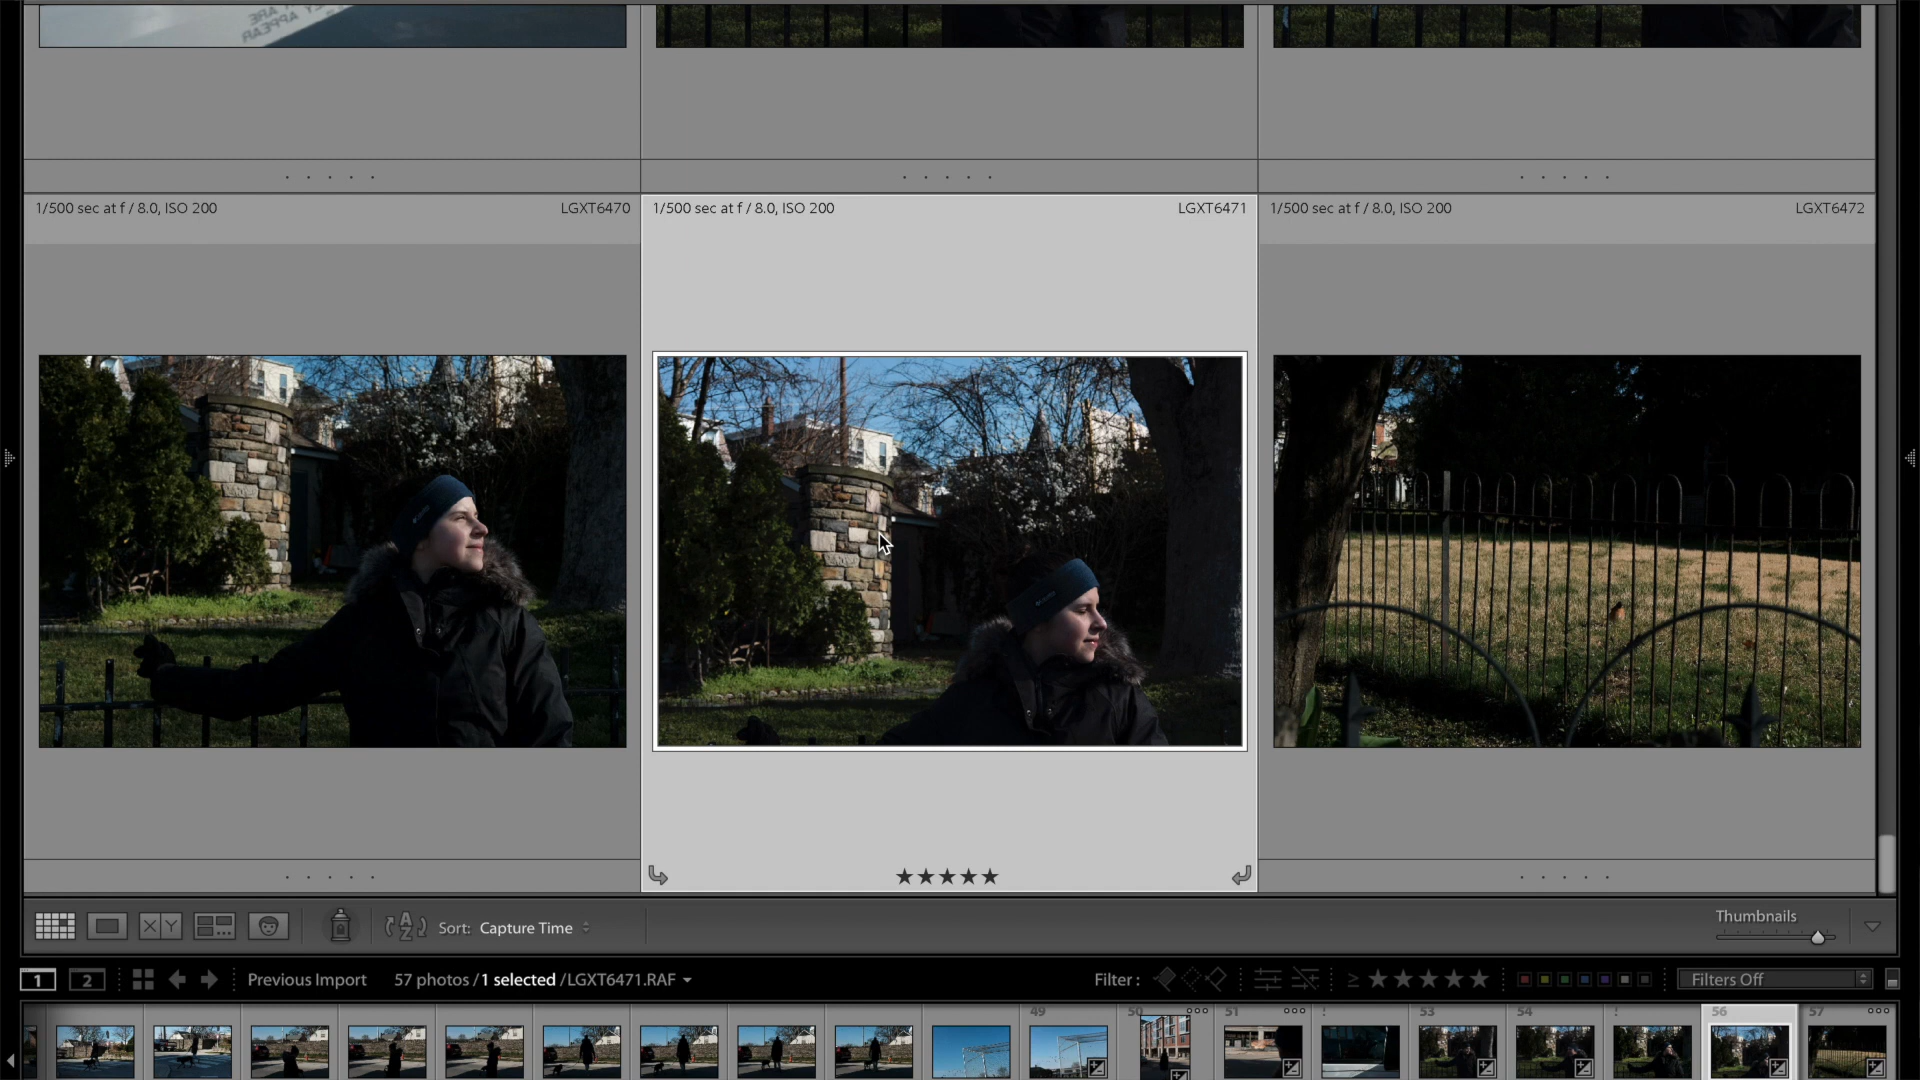 1/500 sec at f / 8.0, ISO 200 LGXT6470
1/500 sec at f / 8.0, ISO 200 LGXT6471
1/500 sec at f / 8.0, ISO 200 LGXT6472
Sort: Capture Time
Thumbnails
1 2 Previous Import 57 photos / 1 selected / LGXT6471.RAF Filter : ≥ Filters Off
49 50 51 53 54 56 57